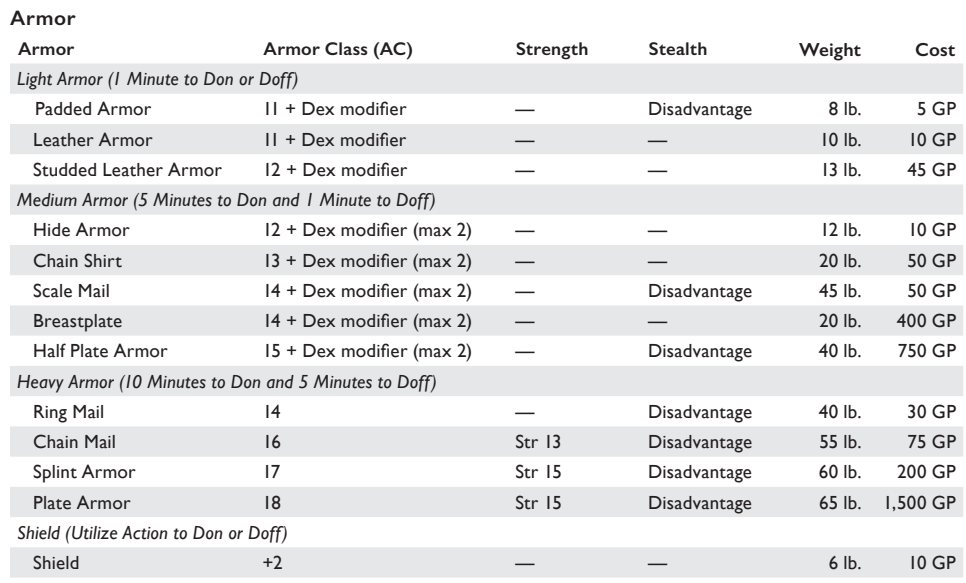 Armor
Armor Armor Class (AC) Strength Stealth Weight Cost
Light Armor (1 Minute to Don or Doff)
Padded Armor 11 + Dex modifier — Disadvantage 8 lb. 5 GP
Leather Armor 11 + Dex modifier — — 10 lb. 10 GP
Studded Leather Armor 12 + Dex modifier — — 13 lb. 45 GP
Medium Armor (5 Minutes to Don and 1 Minute to Doff)
Hide Armor 12 + Dex modifier (max 2) — — 12 lb. 10 GP
Chain Shirt 13 + Dex modifier (max 2) — — 20 lb. 50 GP
Scale Mail 14 + Dex modifier (max 2) — Disadvantage 45 lb. 50 GP
Breastplate 14 + Dex modifier (max 2) — — 20 lb. 400 GP
Half Plate Armor 15 + Dex modifier (max 2) — Disadvantage 40 lb. 750 GP
Heavy Armor (10 Minutes to Don and 5 Minutes to Doff)
Ring Mail 14 — Disadvantage 40 lb. 30 GP
Chain Mail 16 Str 13 Disadvantage 55 lb. 75 GP
Splint Armor 17 Str 15 Disadvantage 60 lb. 200 GP
Plate Armor 18 Str 15 Disadvantage 65 lb. 1,500 GP
Shield (Utilize Action to Don or Doff)
Shield +2 — — 6 lb. 10 GP